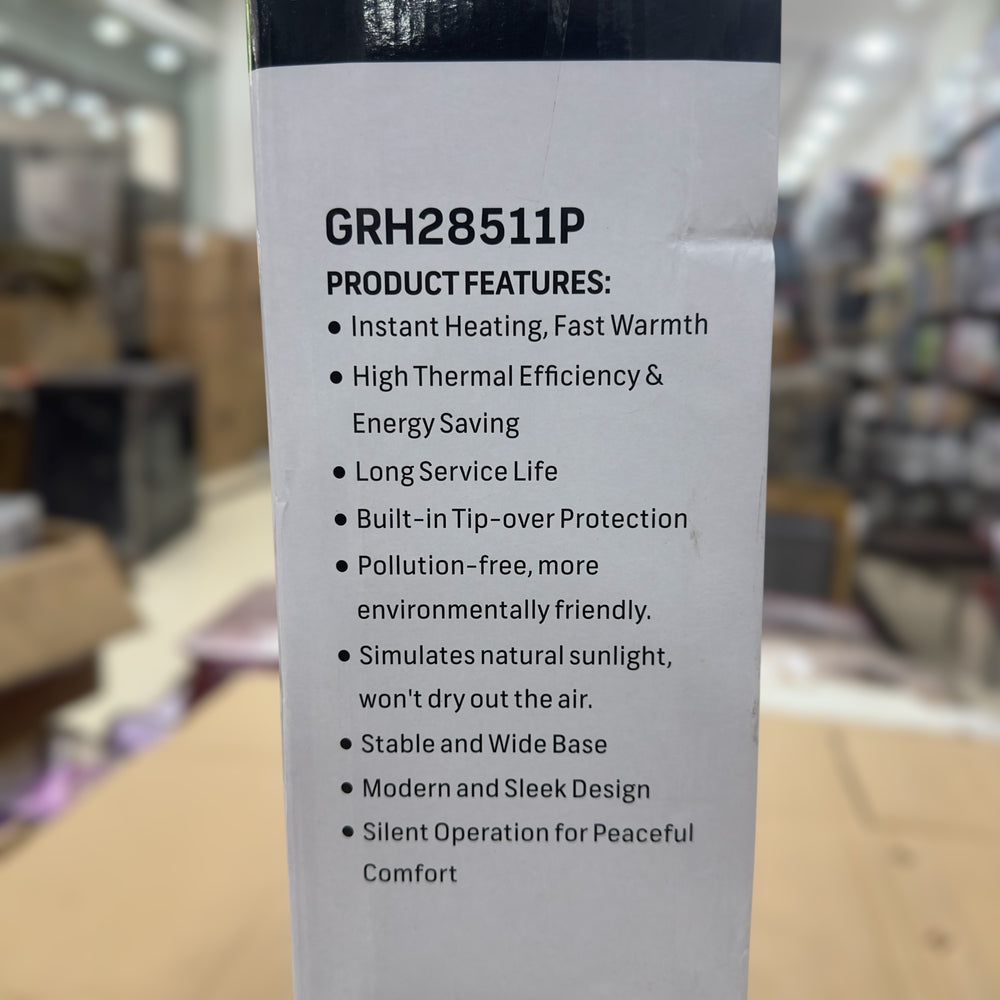 GRH28511P
PRODUCT FEATURES:
● Instant Heating, Fast Warmth
● High Thermal Efficiency &
Energy Saving
● Long Service Life
● Built-in Tip-over Protection
● Pollution-free, more
environmentally friendly.
● Simulates natural sunlight,
won't dry out the air.
● Stable and Wide Base
● Modern and Sleek Design
● Silent Operation for Peaceful
Comfort